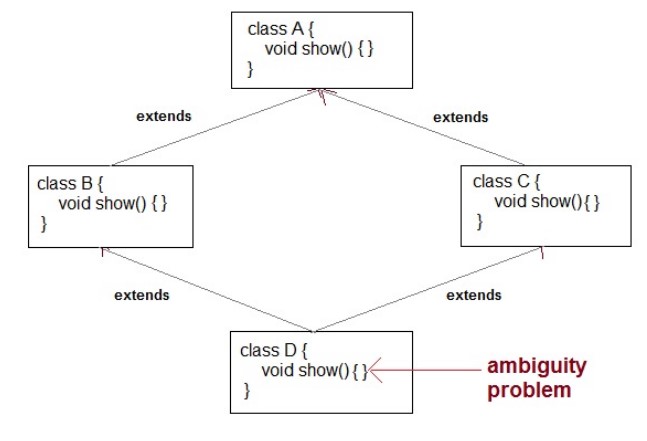 class A {
void show() { }
}
extends
extends
class B {
void show() { }
}
class C {
void show(){ }
}
extends
extends
class D {
void show(){ }
}
ambiguity
problem